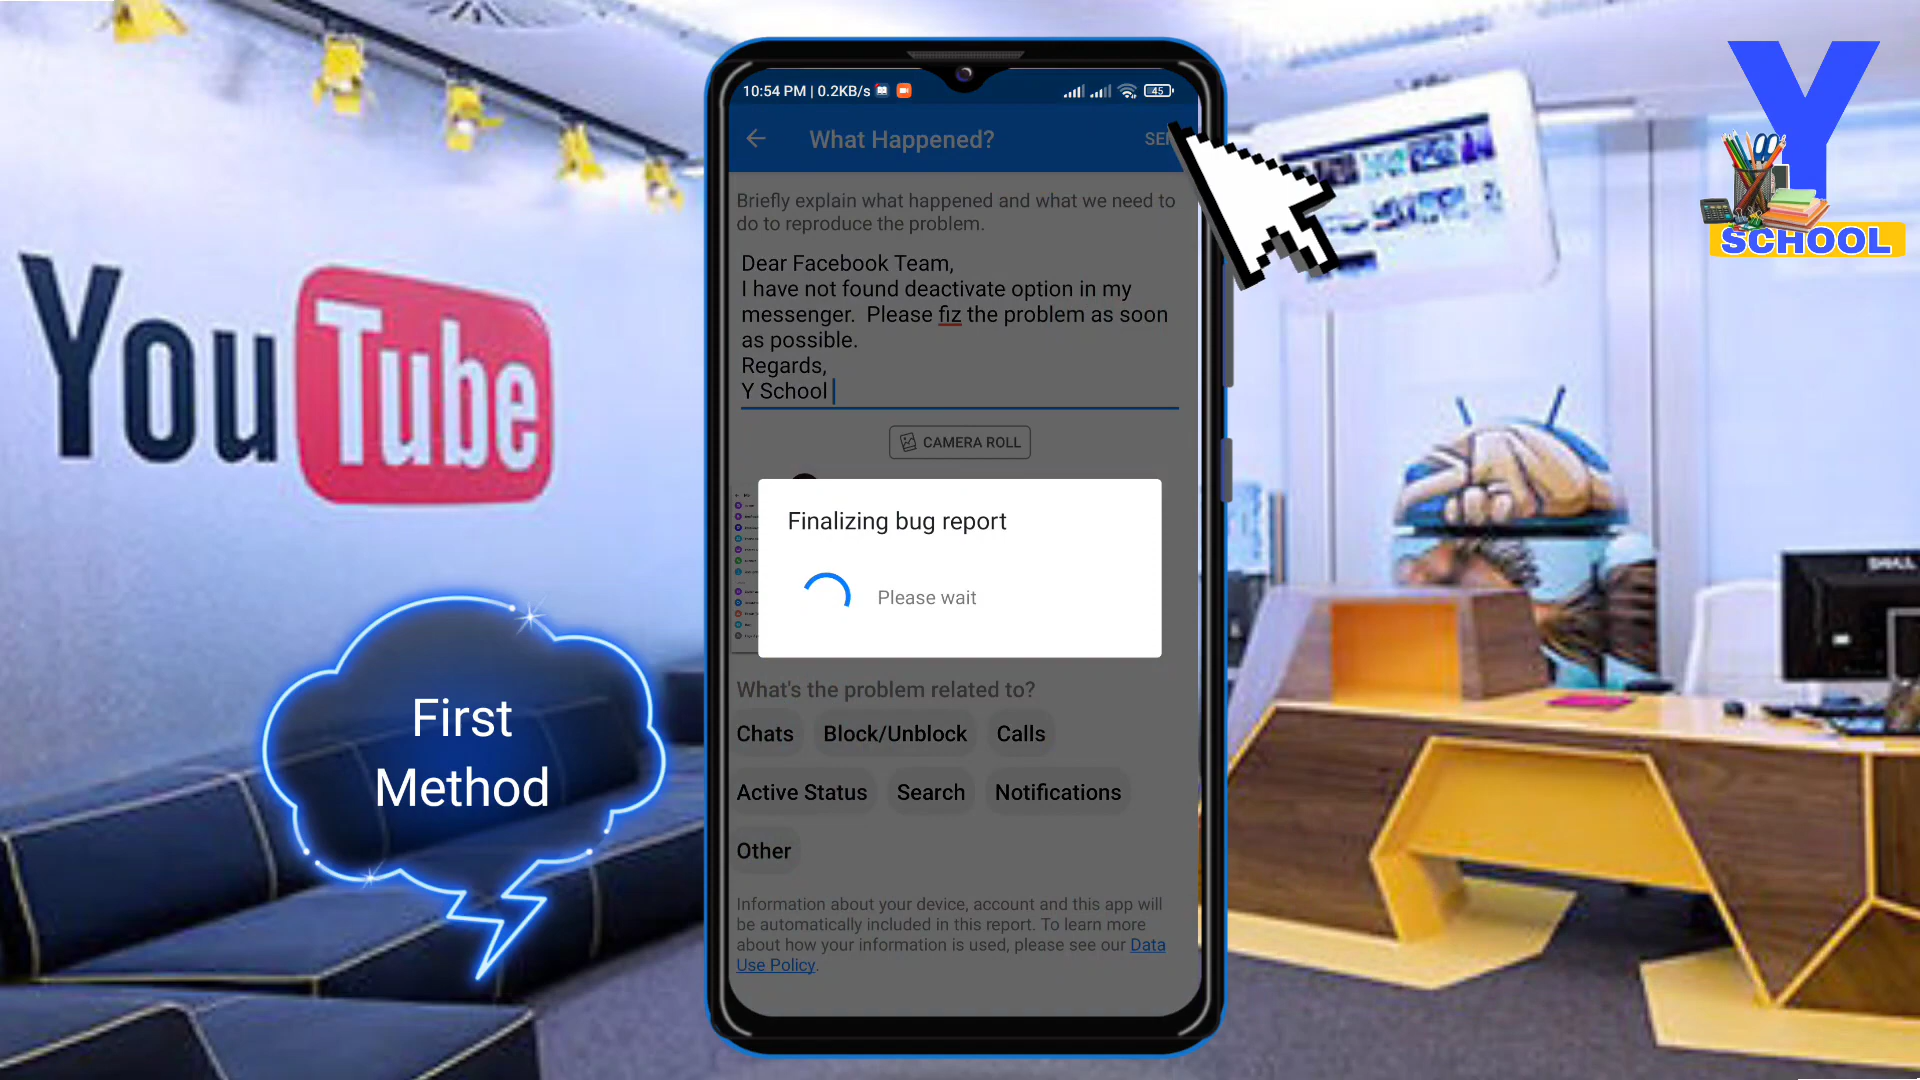 YouTube
First
Method
10:54 PM | 0.2KB/s
45
What Happened?
Briefly explain what happened and what we need to
do to reproduce the problem.
Dear Facebook Team,
I have not found deactivate option in my
messenger.  Please fiz the problem as soon
as possible.
Regards,
Y School
CAMERA ROLL
Finalizing bug report
Please wait
What's the problem related to?
Chats
Block/Unblock
Calls
Active Status
Search
Notifications
Other
Information about your device, account and this app will
be automatically included in this report. To learn more
about how your information is used, please see our Data
Use Policy.
Y
SCHOOL
DELL